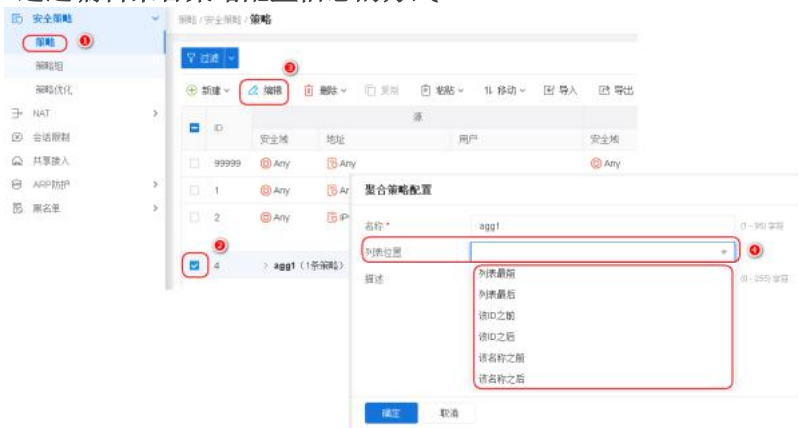 安全策略
策略
策略组
策略优化
NAT
会话限制
共享接入
ARP防护
黑名单
策略 / 安全策略 / 策略
过滤
新建 编辑 删除 复制 粘贴 移动 导入 导出
源
ID 安全域 地址 用户 安全域
99999 Any Any Any
1 Any
2 Any
4 agg1（1条策略）
聚合策略配置
名称 * agg1 (1 - 95) 字符
列表位置
描述 (0 - 255) 字符
列表最前
列表最后
该ID之前
该ID之后
该名称之前
该名称之后
确定 取消
1
2
3
4